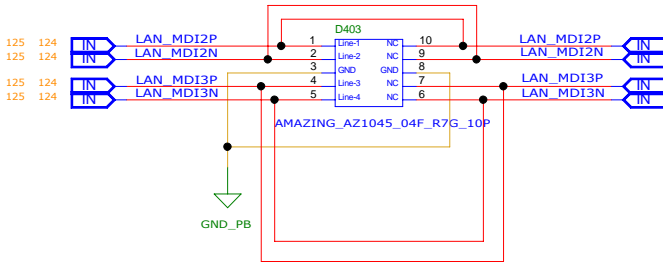 D403
125 124 IN LAN_MDI2P 1 Line-1 NC 10 LAN_MDI2P IN
125 124 IN LAN_MDI2N 2 Line-2 NC 9 LAN_MDI2N IN
3 GND GND 8
125 124 IN LAN_MDI3P 4 Line-3 NC 7 LAN_MDI3P IN
125 124 IN LAN_MDI3N 5 Line-4 NC 6 LAN_MDI3N IN
AMAZING_AZ1045_04F_R7G_10P
GND_PB